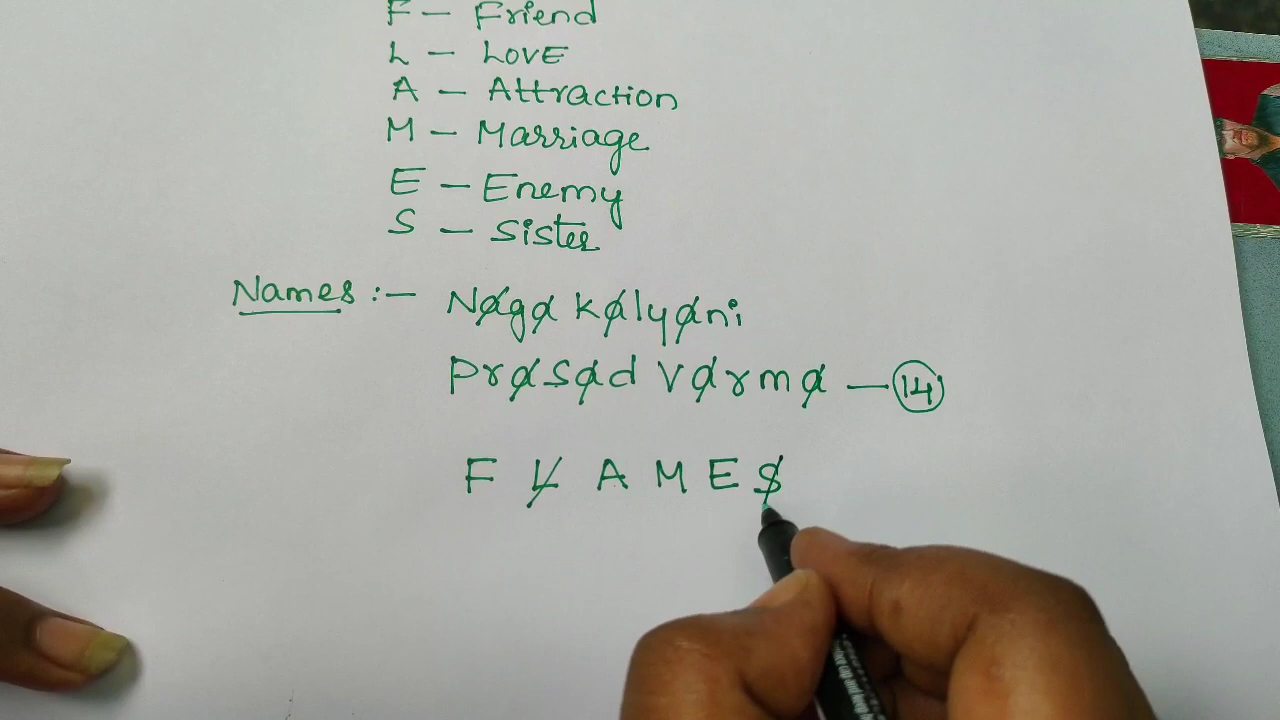 F - Friend
L - LOVE
A - Attraction
M - Marriage
E - Enemy
S - Sister
Names :- Naga kalyani
Prasad Varma - 14
F L A M E S